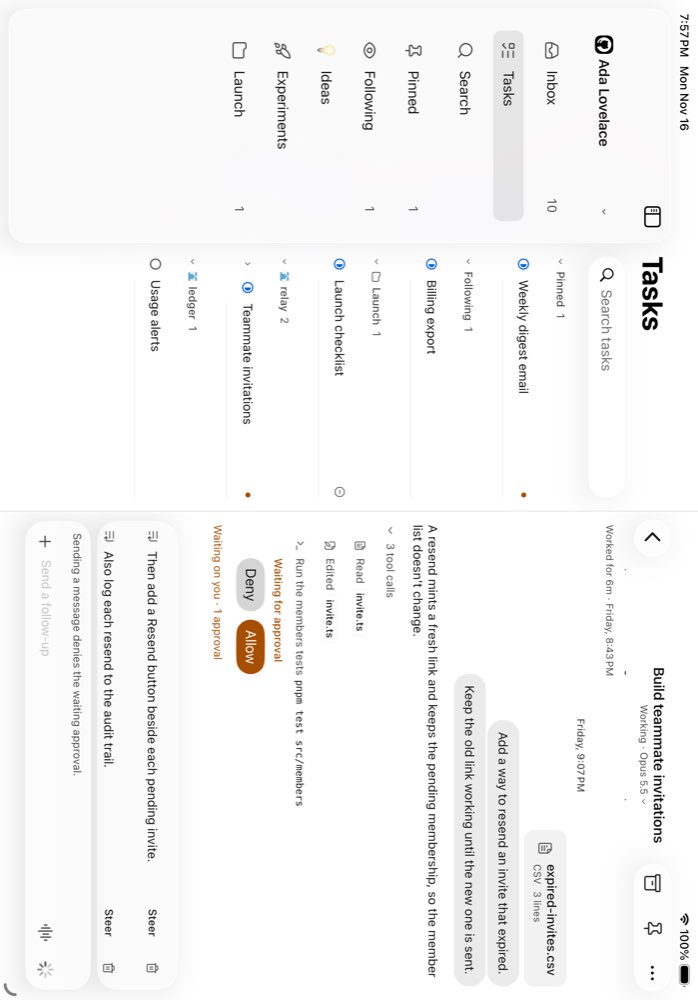 7:57 PM Mon Nov 16
100%
Ada Lovelace
Inbox 10
Tasks
Search
Pinned 1
Following 1
Ideas
Experiments
Launch 1
Tasks
Search tasks
Pinned 1
Weekly digest email
Following 1
Billing export
Launch 1
Launch checklist
relay 2
Teammate invitations
ledger 1
Usage alerts
Build teammate invitations
Working · Opus 5.5
Worked for 6m · Friday, 8:43 PM
Friday, 9:07 PM
expired-invites.csv
CSV 3 lines
Add a way to resend an invite that expired.
Keep the old link working until the new one is sent.
A resend mints a fresh link and keeps the pending membership, so the member
list doesn't change.
3 tool calls
Read invite.ts
Edited invite.ts
Run the members tests pnpm test src/members
Waiting for approval
Deny Allow
Waiting on you · 1 approval
Then add a Resend button beside each pending invite. Steer
Also log each resend to the audit trail. Steer
Sending a message denies the waiting approval.
Send a follow-up